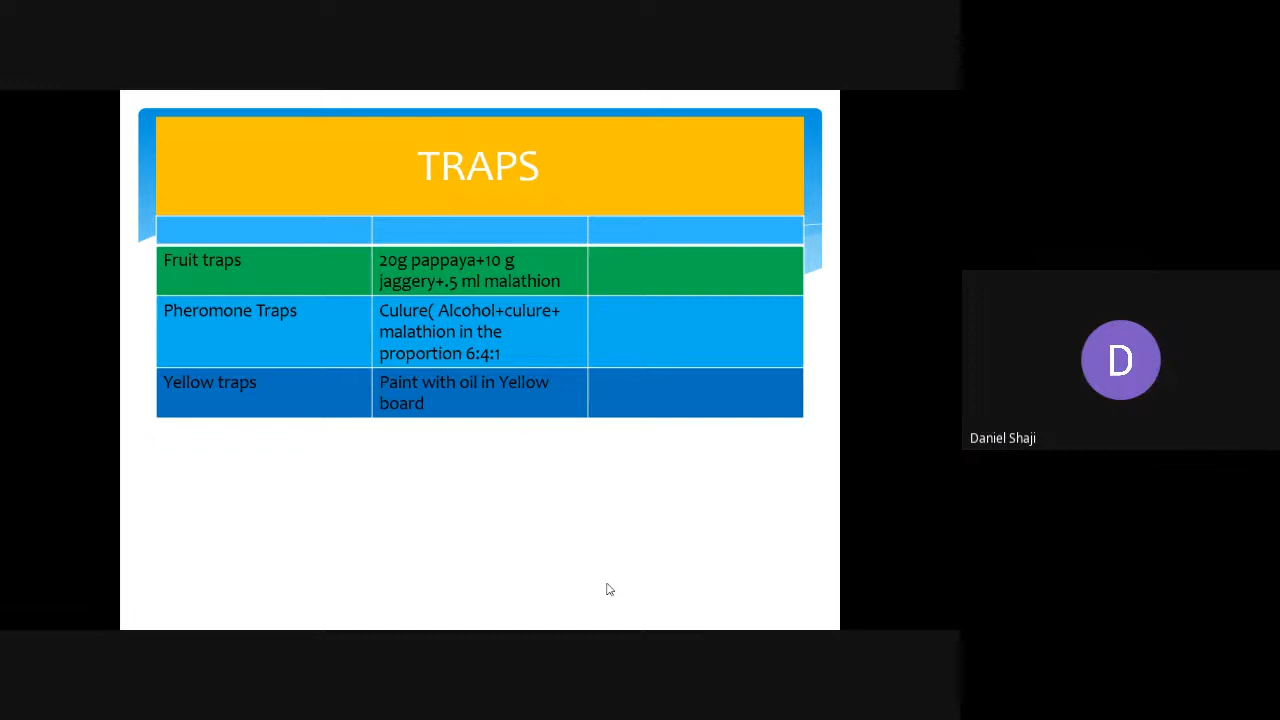 TRAPS
Fruit traps
20g pappaya+10 g
jaggery+.5 ml malathion
Pheromone Traps
Culure( Alcohol+culure+
malathion in the
proportion 6:4:1
Yellow traps
Paint with oil in Yellow
board
D
Daniel Shaji